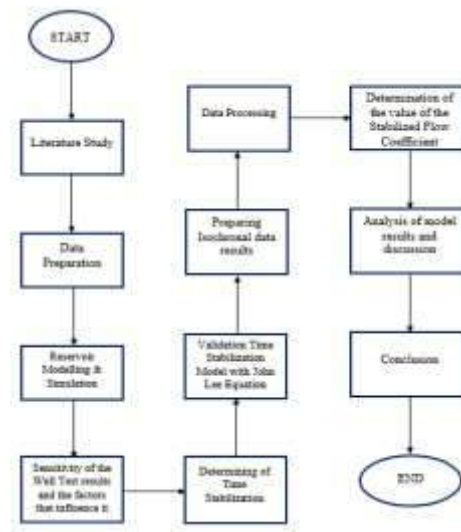 START
Literature Study
Data
Preparation
Reservoir
Modelling &
Simulation
Sensitivity of the
Well Test results
and the factors
that influence it
Determining of
Time
Stabilization
Validation Time
Stabilization
Model with John
Lee Equation
Preparing
Isochronal data
results
Data Processing
Determination of
the value of the
Stabilized Flow
Coefficient
Analysis of model
results and
discussion
Conclusion
END